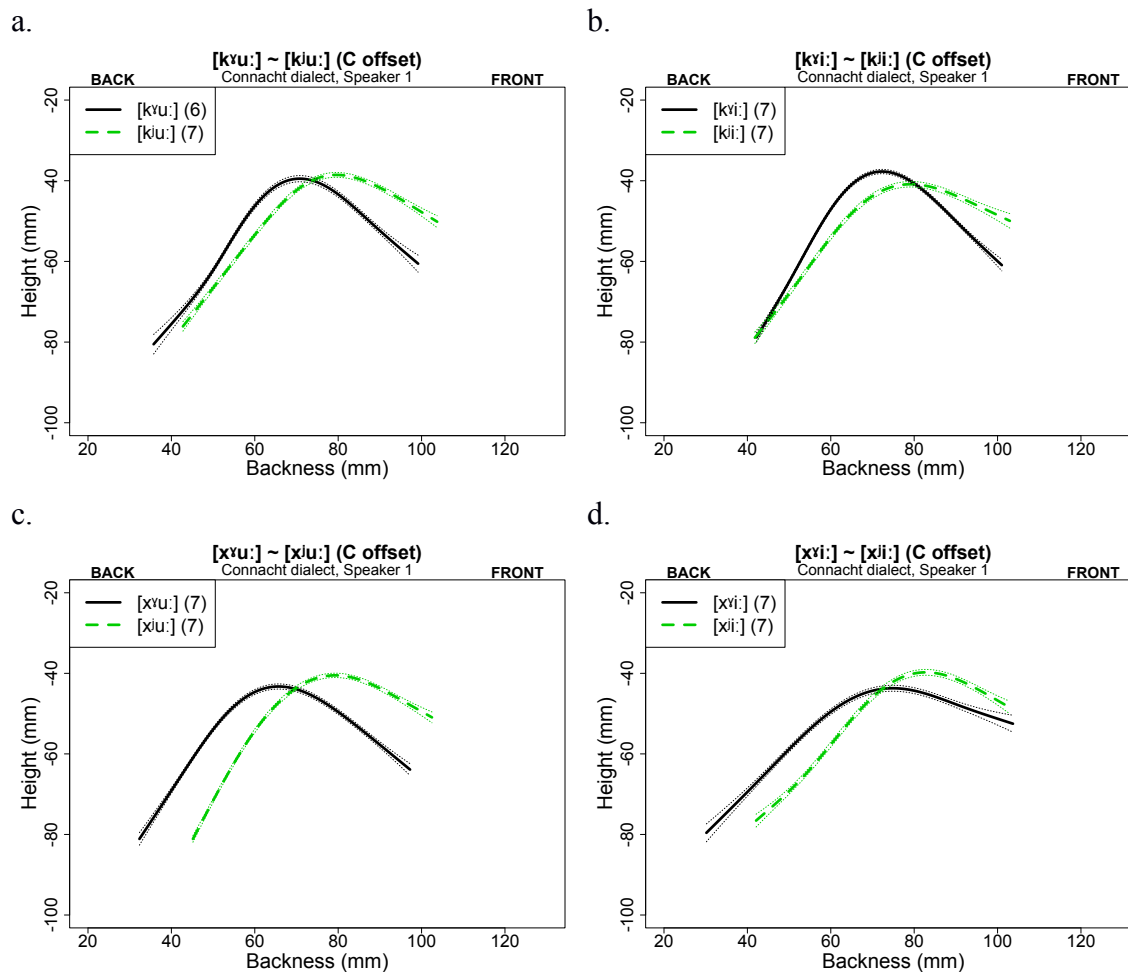 a.
[kˠuː] ~ [kʲuː] (C offset)
Connacht dialect, Speaker 1
BACK
FRONT
[kˠuː] (6)
[kʲuː] (7)
-20
-40
-60
-80
-100
Height (mm)
20 40 60 80 100 120
Backness (mm)
b.
[kˠiː] ~ [kʲiː] (C offset)
Connacht dialect, Speaker 1
BACK
FRONT
[kˠiː] (7)
[kʲiː] (7)
-20
-40
-60
-80
-100
Height (mm)
20 40 60 80 100 120
Backness (mm)
c.
[xˠuː] ~ [xʲuː] (C offset)
Connacht dialect, Speaker 1
BACK
FRONT
[xˠuː] (7)
[xʲuː] (7)
-20
-40
-60
-80
-100
Height (mm)
20 40 60 80 100 120
Backness (mm)
d.
[xˠiː] ~ [xʲiː] (C offset)
Connacht dialect, Speaker 1
BACK
FRONT
[xˠiː] (7)
[xʲiː] (7)
-20
-40
-60
-80
-100
Height (mm)
20 40 60 80 100 120
Backness (mm)